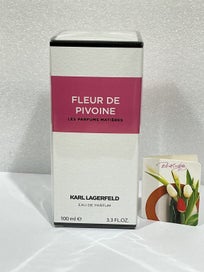 FLEUR DE
PIVOINE
LES PARFUMS MATIÈRES
KARL LAGERFELD
EAU DE PARFUM
100 ml e 3.3 FL.OZ.